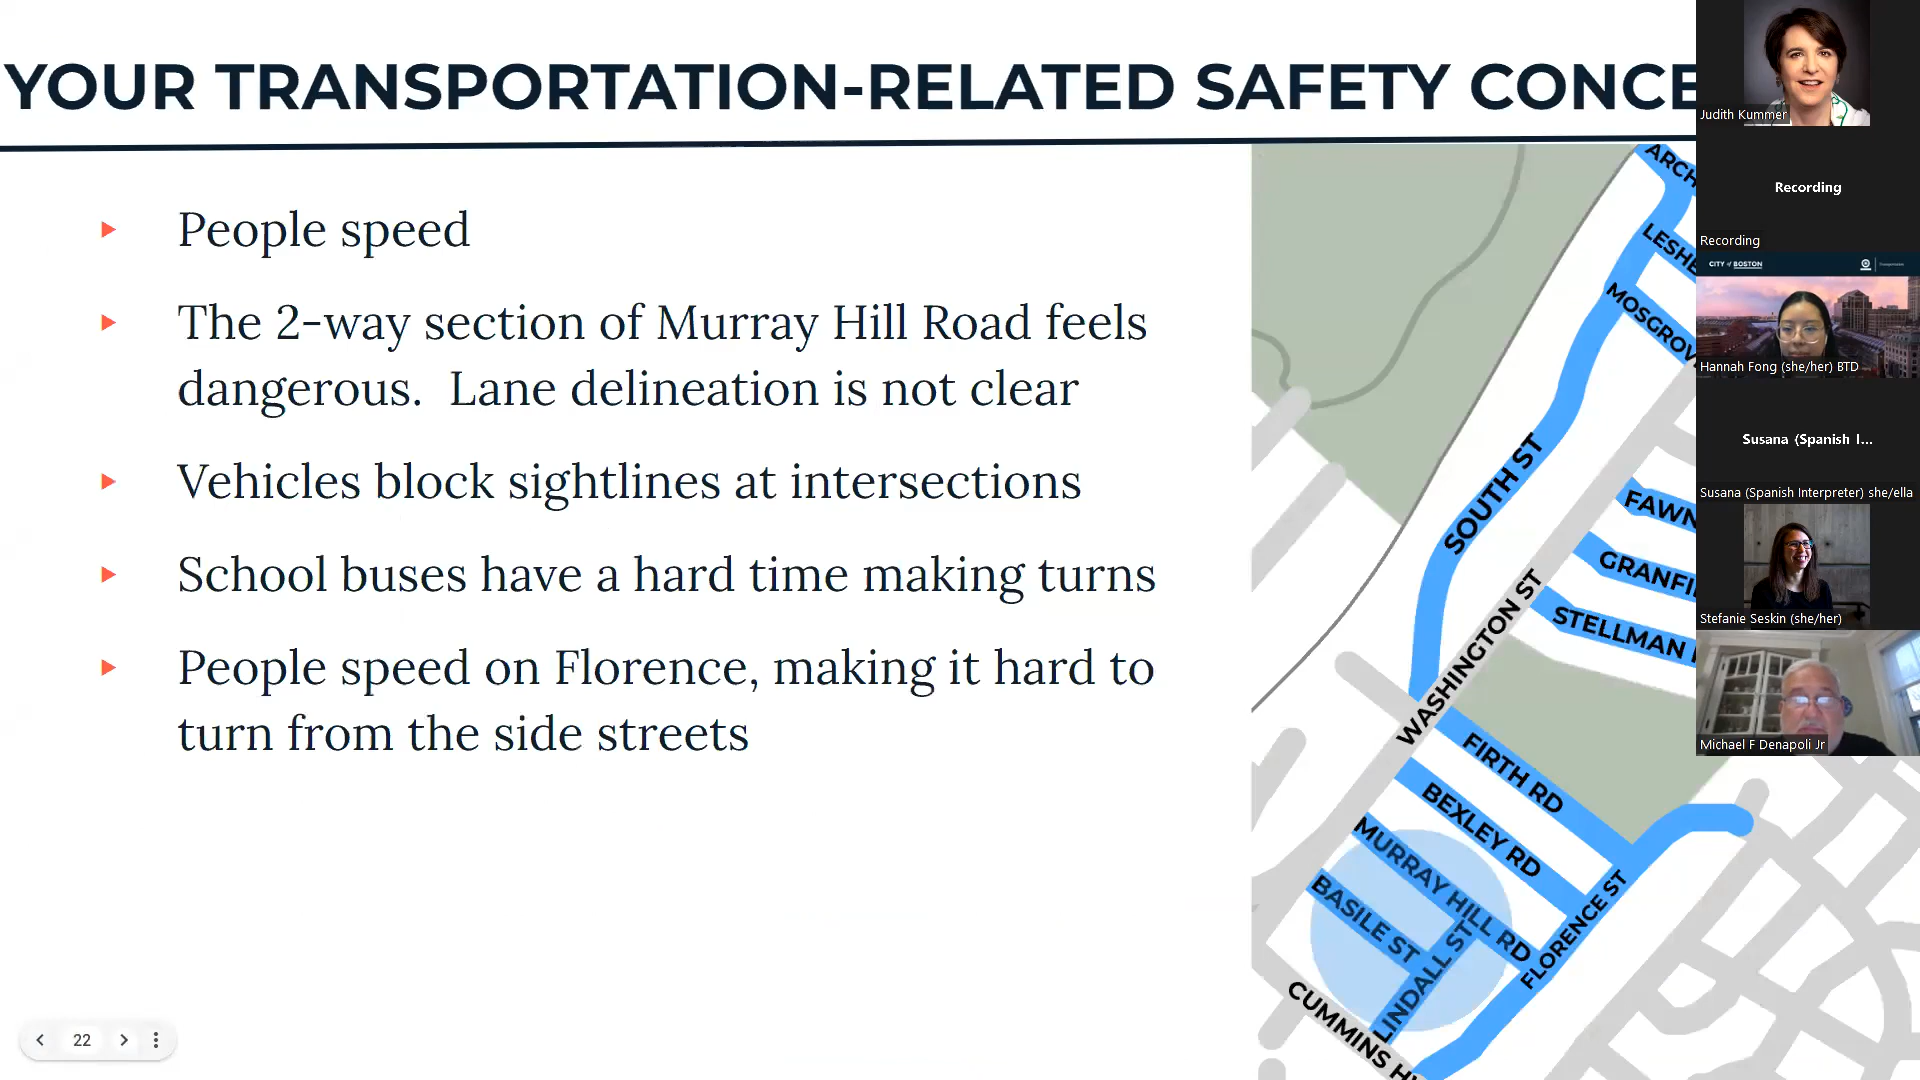 YOUR TRANSPORTATION-RELATED SAFETY CONCE
People speed
The 2-way section of Murray Hill Road feels
dangerous.  Lane delineation is not clear
Vehicles block sightlines at intersections
School buses have a hard time making turns
People speed on Florence, making it hard to
turn from the side streets
22
ARCH
LESHE
MOSGROV
SOUTH ST
FAWN
GRANFI
STELLMAN
WASHINGTON ST
FIRTH RD
BEXLEY RD
MURRAY HILL RD
BASILE ST
LINDALL ST
FLORENCE ST
CUMMINS H
Judith Kummer
Recording
Recording
CITY of BOSTON
Hannah Fong (she/her) BTD
Susana (Spanish I...
Susana (Spanish Interpreter) she/ella
Stefanie Seskin (she/her)
Michael F Denapoli Jr